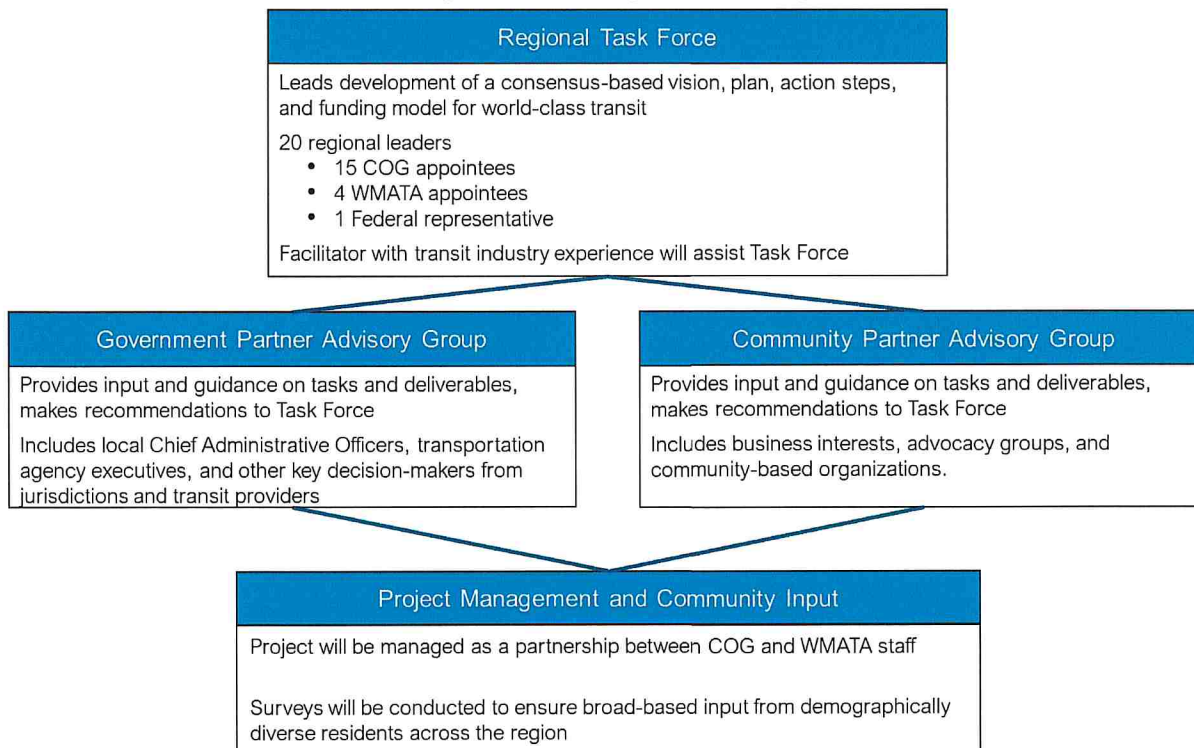 Regional Task Force
Leads development of a consensus-based vision, plan, action steps,
and funding model for world-class transit
20 regional leaders
• 15 COG appointees
• 4 WMATA appointees
• 1 Federal representative
Facilitator with transit industry experience will assist Task Force
Government Partner Advisory Group
Provides input and guidance on tasks and deliverables,
makes recommendations to Task Force
Includes local Chief Administrative Officers, transportation
agency executives, and other key decision-makers from
jurisdictions and transit providers
Community Partner Advisory Group
Provides input and guidance on tasks and deliverables,
makes recommendations to Task Force
Includes business interests, advocacy groups, and
community-based organizations.
Project Management and Community Input
Project will be managed as a partnership between COG and WMATA staff
Surveys will be conducted to ensure broad-based input from demographically
diverse residents across the region